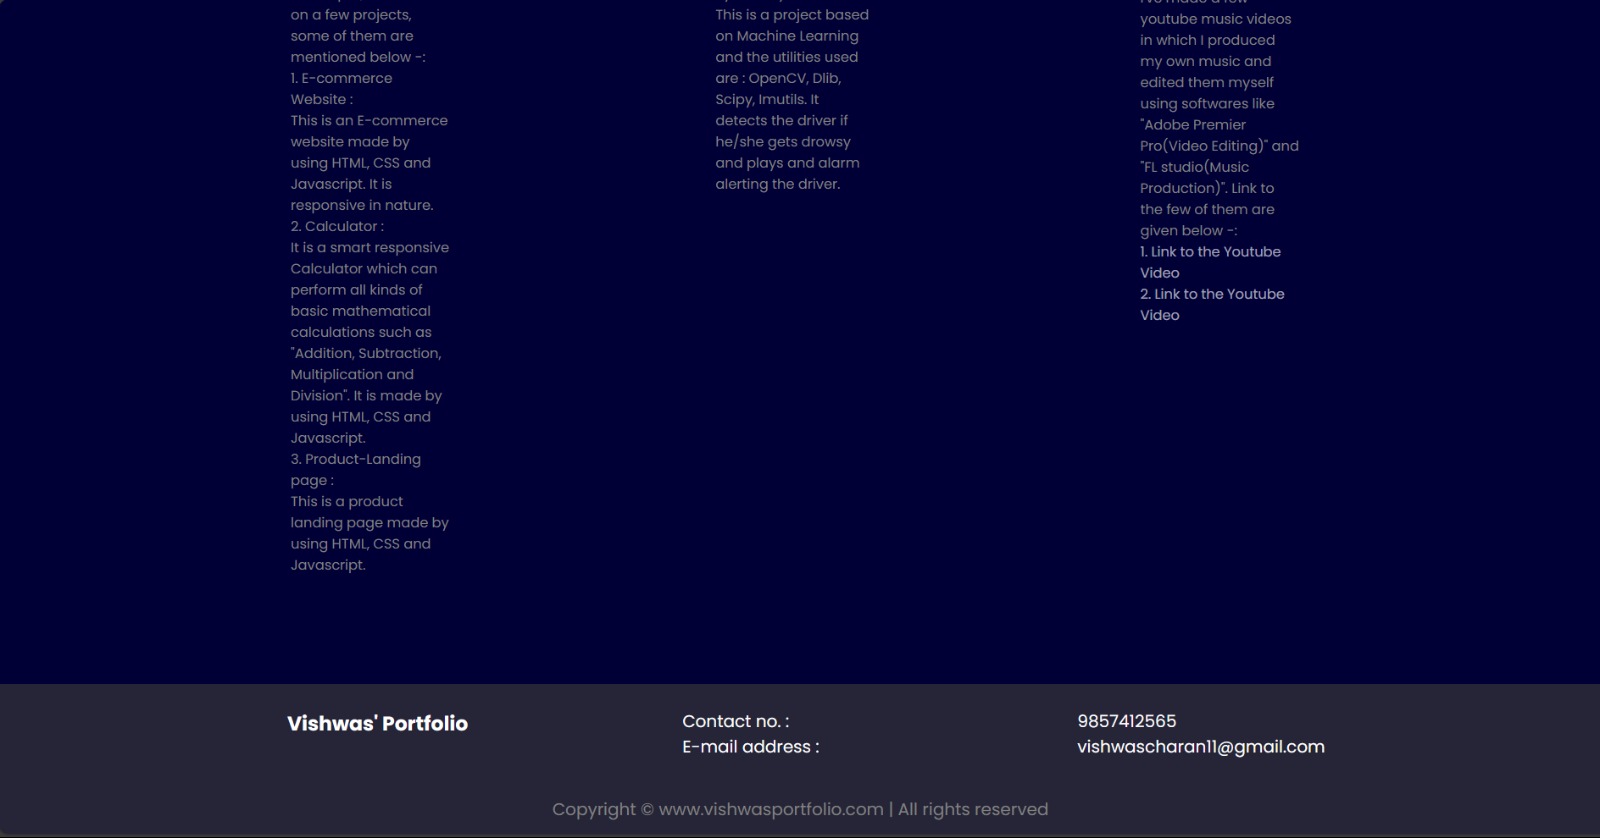 on a few projects,
some of them are
mentioned below -:
1. E-commerce
Website :
This is an E-commerce
website made by
using HTML, CSS and
Javascript. It is
responsive in nature.
2. Calculator :
It is a smart responsive
Calculator which can
perform all kinds of
basic mathematical
calculations such as
"Addition, Subtraction,
Multiplication and
Division". It is made by
using HTML, CSS and
Javascript.
3. Product-Landing
page :
This is a product
landing page made by
using HTML, CSS and
Javascript.
This is a project based
on Machine Learning
and the utilities used
are : OpenCV, Dlib,
Scipy, Imutils. It
detects the driver if
he/she gets drowsy
and plays and alarm
alerting the driver.
I've made a few
youtube music videos
in which I produced
my own music and
edited them myself
using softwares like
"Adobe Premier
Pro(Video Editing)" and
"FL studio(Music
Production)". Link to
the few of them are
given below -:
1. Link to the Youtube
Video
2. Link to the Youtube
Video
Vishwas' Portfolio
Contact no. :
E-mail address :
9857412565
vishwascharan11@gmail.com
Copyright © www.vishwasportfolio.com | All rights reserved